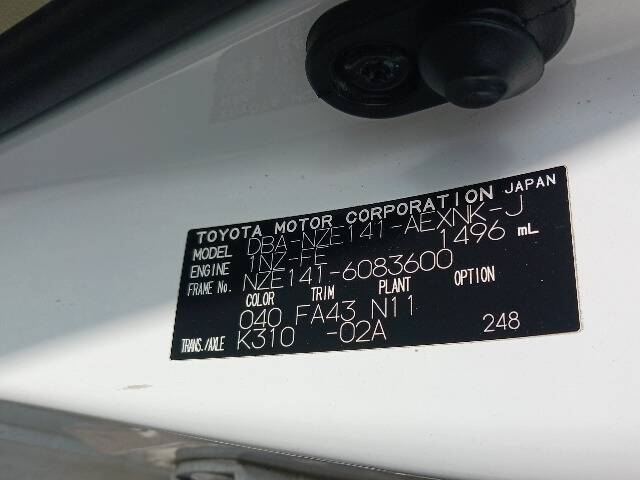 TOYOTA MOTOR CORPORATION JAPAN
MODEL DBA-NZE141-AEXNK-J
ENGINE 1NZ-FE 1496 mL
FRAME No. NZE141-6083600
COLOR TRIM PLANT OPTION
040 FA43 N11
TRANS./AXLE K310 -02A 248